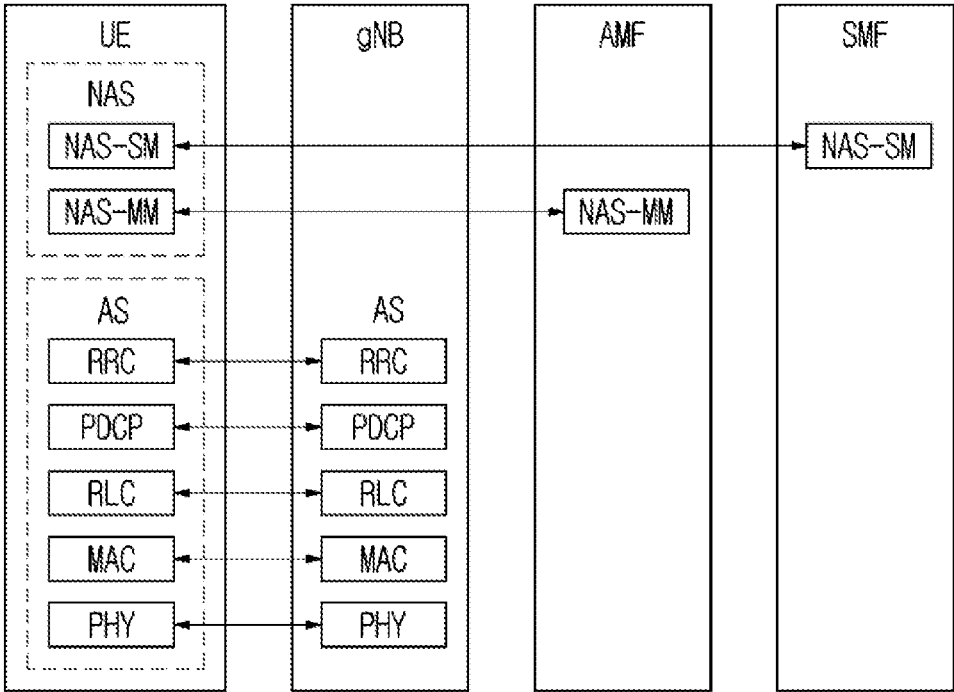 UE gNB AMF SMF
NAS
NAS-SM NAS-SM
NAS-MM NAS-MM
AS AS
RRC RRC
PDCP PDCP
RLC RLC
MAC MAC
PHY PHY